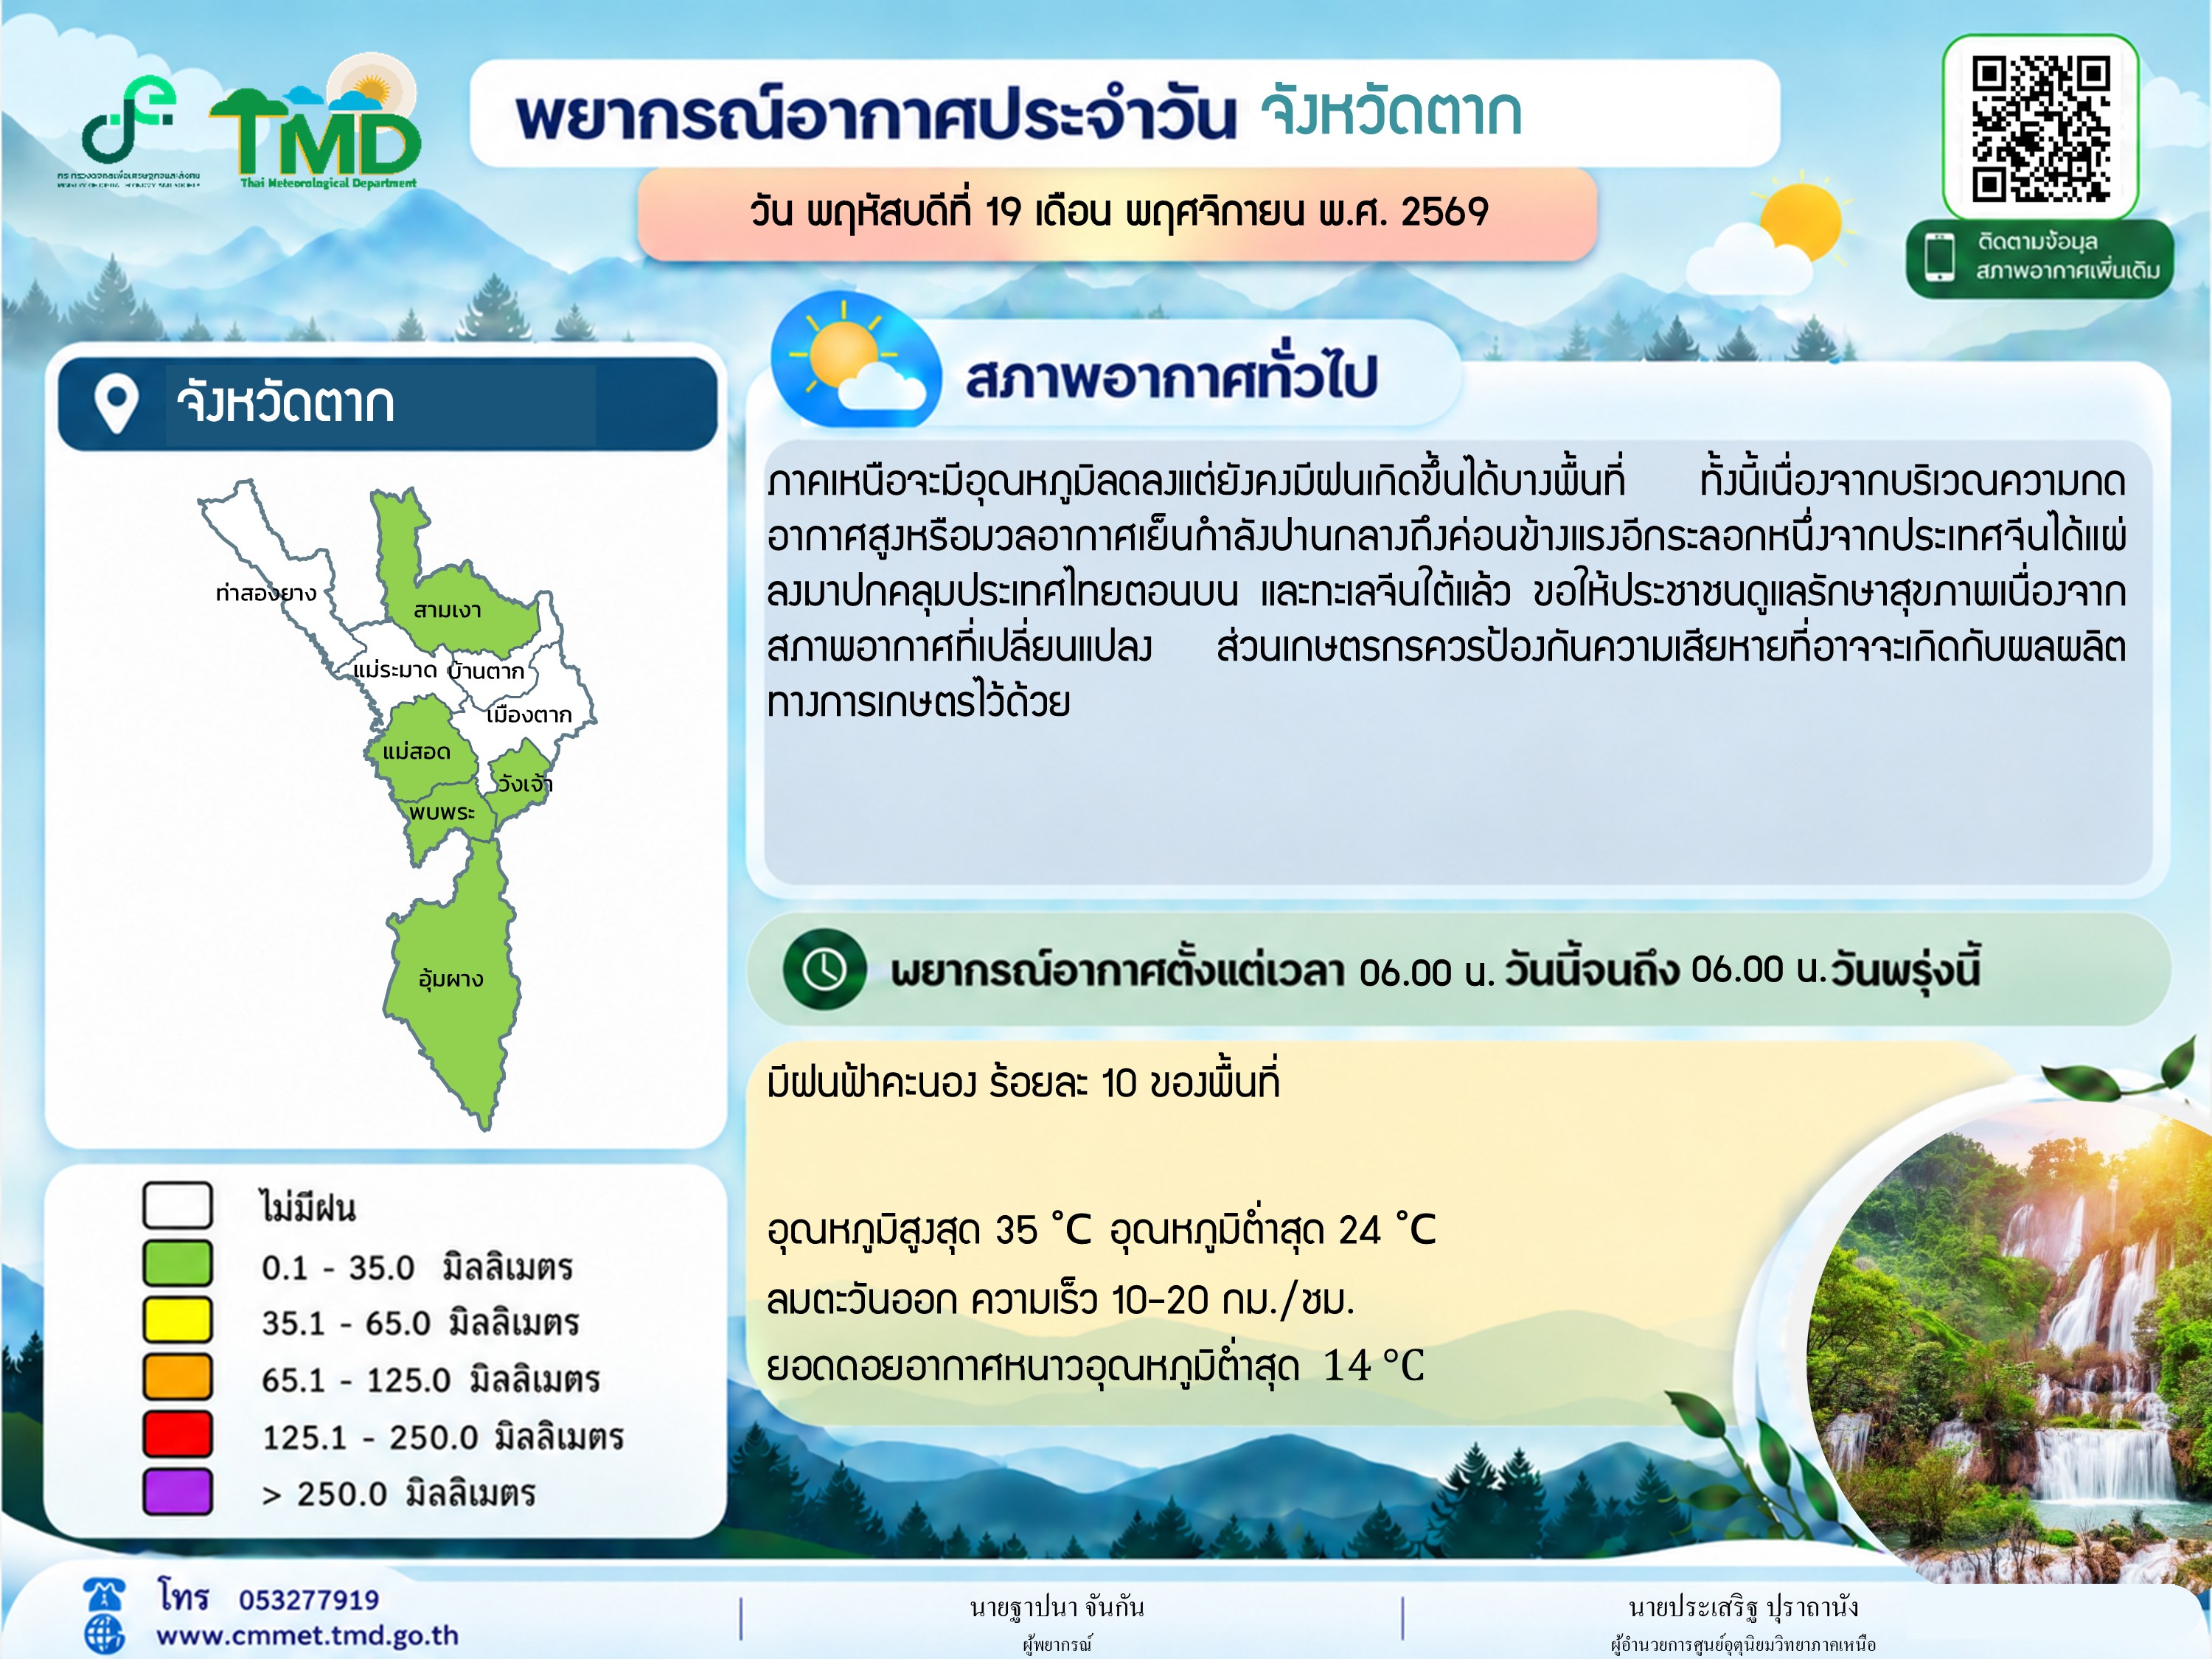 TMD
Thai Meteorological Department
พยากรณ์อากาศประจำวัน จังหวัดตาก
วัน พฤหัสบดีที่ 19 เดือน พฤศจิกายน พ.ศ. 2569
ติดตามข้อมูล
สภาพอากาศเพิ่มเติม
จังหวัดตาก
ท่าสองยาง
สามเงา
แม่ระมาด
บ้านตาก
เมืองตาก
แม่สอด
วังเจ้า
พบพระ
อุ้มผาง
ไม่มีฝน
0.1 - 35.0 มิลลิเมตร
35.1 - 65.0 มิลลิเมตร
65.1 - 125.0 มิลลิเมตร
125.1 - 250.0 มิลลิเมตร
> 250.0 มิลลิเมตร
สภาพอากาศทั่วไป
ภาคเหนือจะมีอุณหภูมิลดลงแต่ยังคงมีฝนเกิดขึ้นได้บางพื้นที่ ทั้งนี้เนื่องจากบริเวณความกด
อากาศสูงหรือมวลอากาศเย็นกำลังปานกลางถึงค่อนข้างแรงอีกระลอกหนึ่งจากประเทศจีนได้แผ่
ลงมาปกคลุมประเทศไทยตอนบน และทะเลจีนใต้แล้ว ขอให้ประชาชนดูแลรักษาสุขภาพเนื่องจาก
สภาพอากาศที่เปลี่ยนแปลง ส่วนเกษตรกรควรป้องกันความเสียหายที่อาจจะเกิดกับผลผลิต
ทางการเกษตรไว้ด้วย
พยากรณ์อากาศตั้งแต่เวลา 06.00 น. วันนี้จนถึง 06.00 น. วันพรุ่งนี้
มีฝนฟ้าคะนอง ร้อยละ 10 ของพื้นที่
อุณหภูมิสูงสุด 35 °C อุณหภูมิต่ำสุด 24 °C
ลมตะวันออก ความเร็ว 10-20 กม./ชม.
ยอดดอยอากาศหนาวอุณหภูมิต่ำสุด 14 °C
โทร 053277919
www.cmmet.tmd.go.th
นายฐาปนา จันกัน
ผู้พยากรณ์
นายประเสริฐ ปุราถานัง
ผู้อำนวยการศูนย์อุตุนิยมวิทยาภาคเหนือ